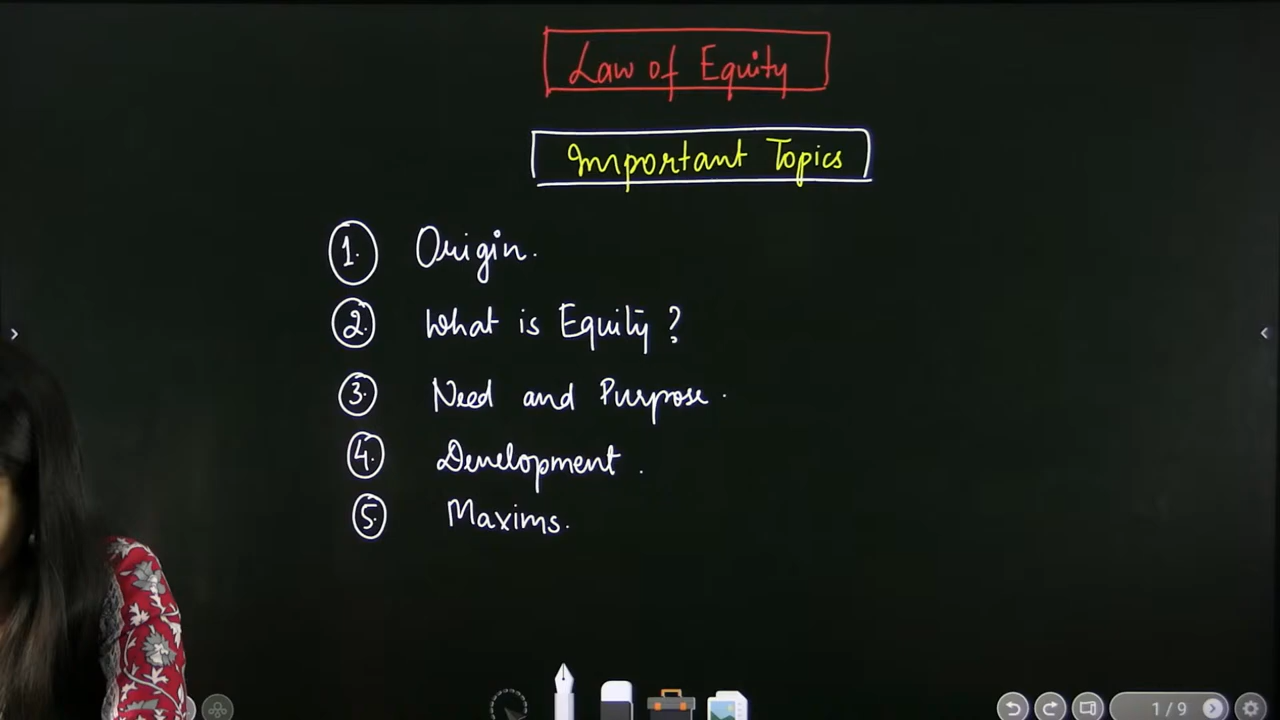 Law of Equity
Important Topics
1. Origin.
2. What is Equity?
3. Need and Purpose.
4. Development.
5. Maxims.
1/9